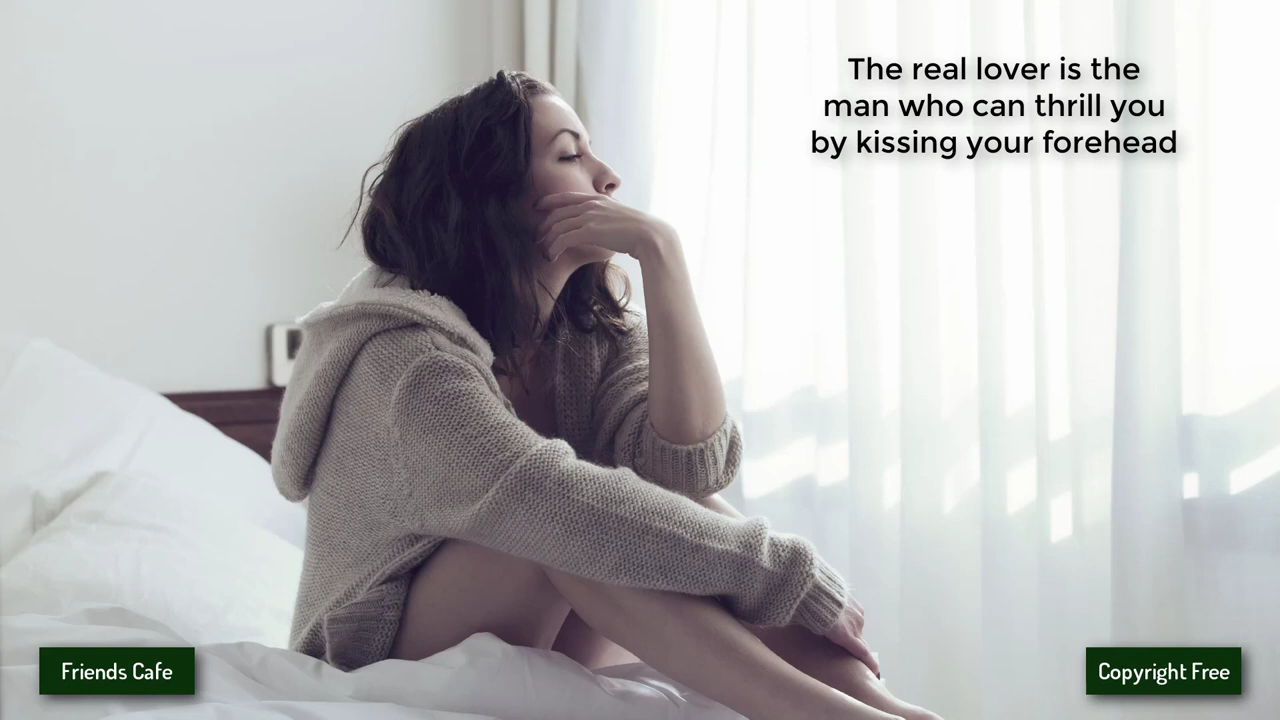 The real lover is the
man who can thrill you
by kissing your forehead
Friends Cafe
Copyright Free